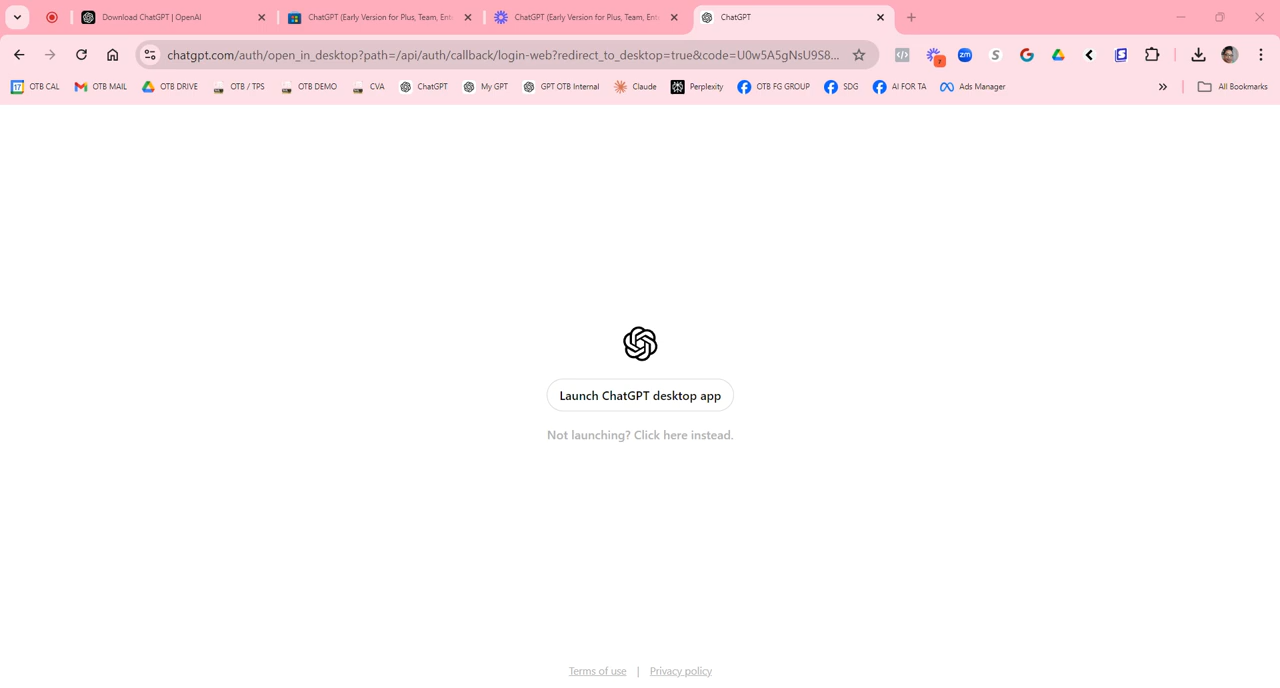 Download ChatGPT | OpenAI
ChatGPT (Early Version for Plus, Team, Ent
ChatGPT (Early Version for Plus, Team, Ent
ChatGPT
chatgpt.com/auth/open_in_desktop?path=/api/auth/callback/login-web?redirect_to_desktop=true&code=U0w5A5gNsU9S8...
7
zm
S
17 OTB CAL
OTB MAIL
OTB DRIVE
OTB / TPS
OTB DEMO
CVA
ChatGPT
My GPT
GPT OTB Internal
Claude
Perplexity
OTB FG GROUP
SDG
AI FOR TA
Ads Manager
All Bookmarks
Launch ChatGPT desktop app
Not launching? Click here instead.
Terms of use | Privacy policy